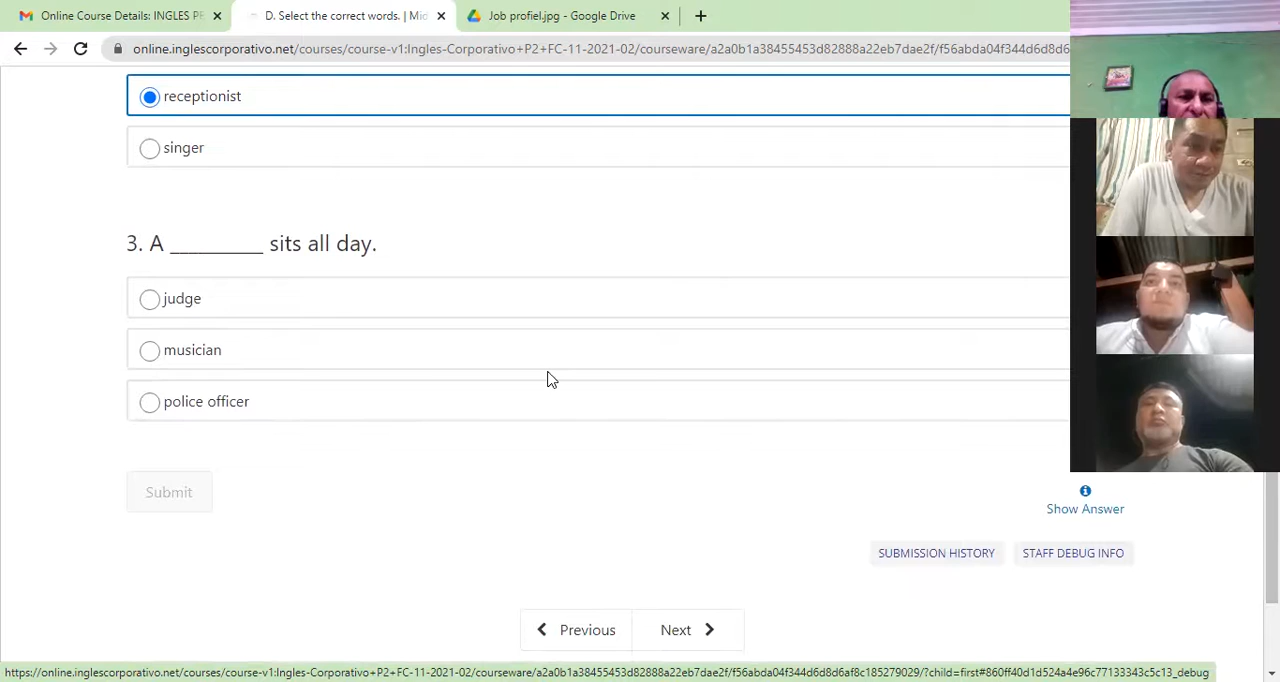 Online Course Details: INGLES PE
D. Select the correct words. | Mid
Job profiel.jpg - Google Drive
online.inglescorporativo.net/courses/course-v1:Ingles-Corporativo+P2+FC-11-2021-02/courseware/a2a0b1a38455453d82888a22eb7dae2f/f56abda04f344d6d8d6
receptionist
singer
3. A __________ sits all day.
judge
musician
police officer
Submit
Show Answer
SUBMISSION HISTORY
STAFF DEBUG INFO
Previous
Next
https://online.inglescorporativo.net/courses/course-v1:Ingles-Corporativo+P2+FC-11-2021-02/courseware/a2a0b1a38455453d82888a22eb7dae2f/f56abda04f344d6d8d6af8c185279029/?child=first#860ff40d1d524a4e96c77133343c5c13_debug